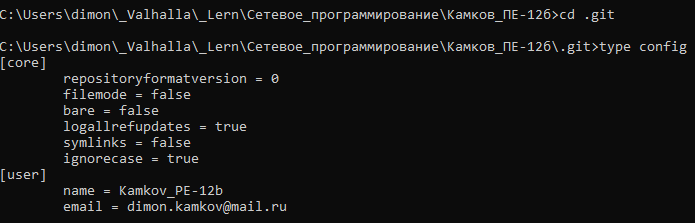 C:\Users\dimon\_Valhalla\_Lern\Сетевое_программирование\Камков_ПЕ-12б>cd .git
C:\Users\dimon\_Valhalla\_Lern\Сетевое_программирование\Камков_ПЕ-12б\.git>type config
[core]
repositoryformatversion = 0
filemode = false
bare = false
logallrefupdates = true
symlinks = false
ignorecase = true
[user]
name = Kamkov_PE-12b
email = dimon.kamkov@mail.ru